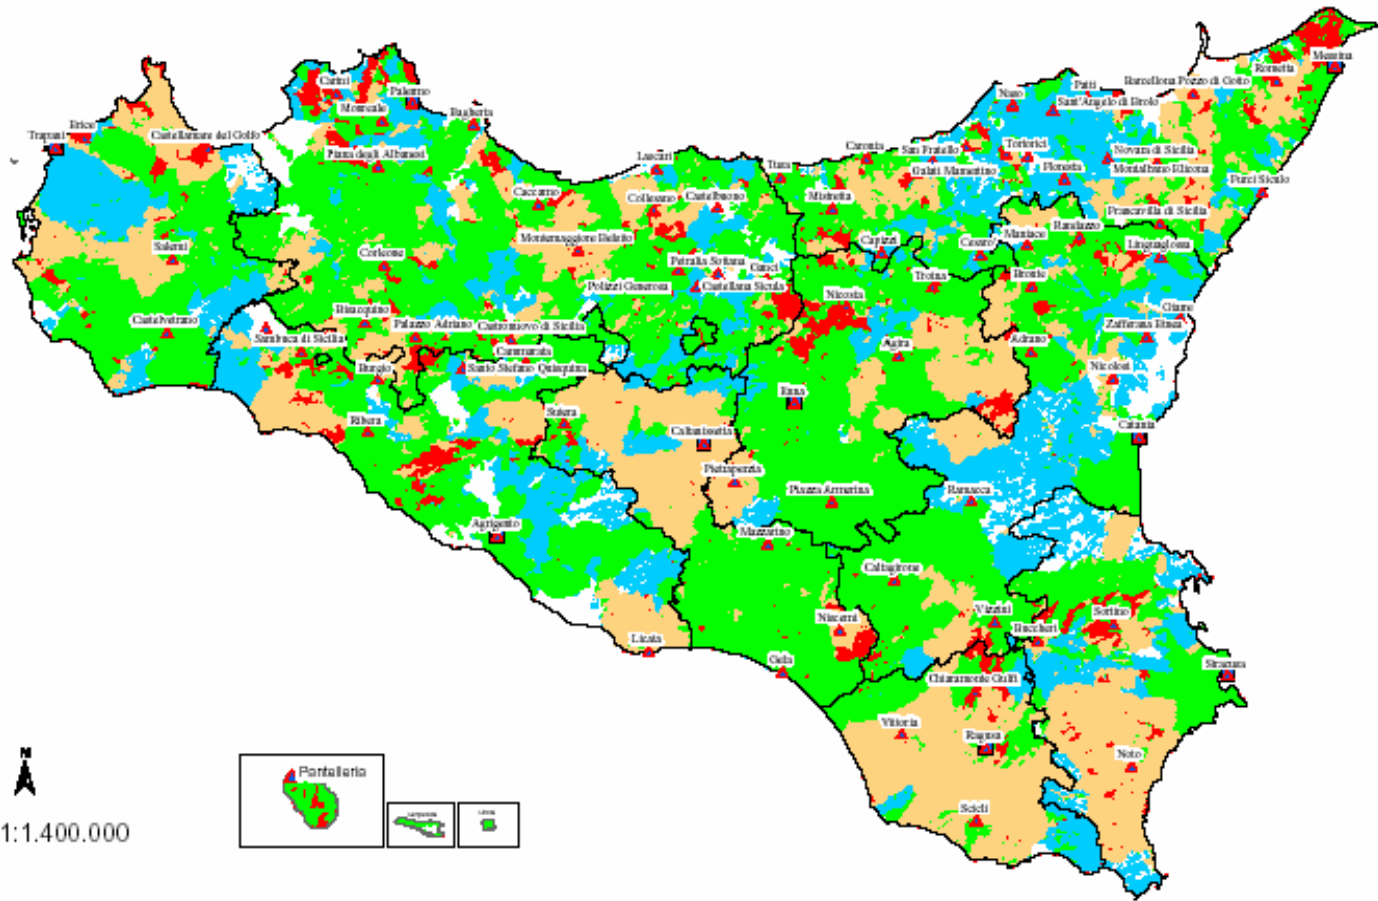 Messina
Barcellona Pozzo di Gotto
Rometta
Patti
Naso
Sant'Angelo di Brolo
Carini
Palermo
Monreale
Bagheria
Erice
Trapani
Castellamare del Golfo
Piana degli Albanesi
Lascari
Tusa
Caronia
San Fratello
Tortorici
Novara di Sicilia
Galati Mamertino
Floresta
Montalbano Elicona
Furci Siculo
Caccamo
Collesano
Castelbuono
Mistretta
Francavilla di Sicilia
Randazzo
Maniace
Linguaglossa
Salemi
Corleone
Montemaggiore Belsito
Capizzi
Cesarò
Petralia Sottana
Gangi
Troina
Bronte
Polizzi Generosa
Castellana Sicula
Nicosia
Giarre
Bisacquino
Palazzo Adriano
Castronovo di Sicilia
Zafferana Etnea
Castelvetrano
Sambuca di Sicilia
Cammarata
Agira
Adrano
Burgio
Santo Stefano Quisquina
Nicolosi
Enna
Sutera
Ribera
Caltanissetta
Catania
Pietraperzia
Piazza Armerina
Ramacca
Agrigento
Mazzarino
Caltagirone
Niscemi
Vizzini
Buccheri
Sortino
Licata
Gela
Siracusa
Chiaramonte Gulfi
Vittoria
Ragusa
Noto
Scicli
N
Pantelleria
1:1.400.000